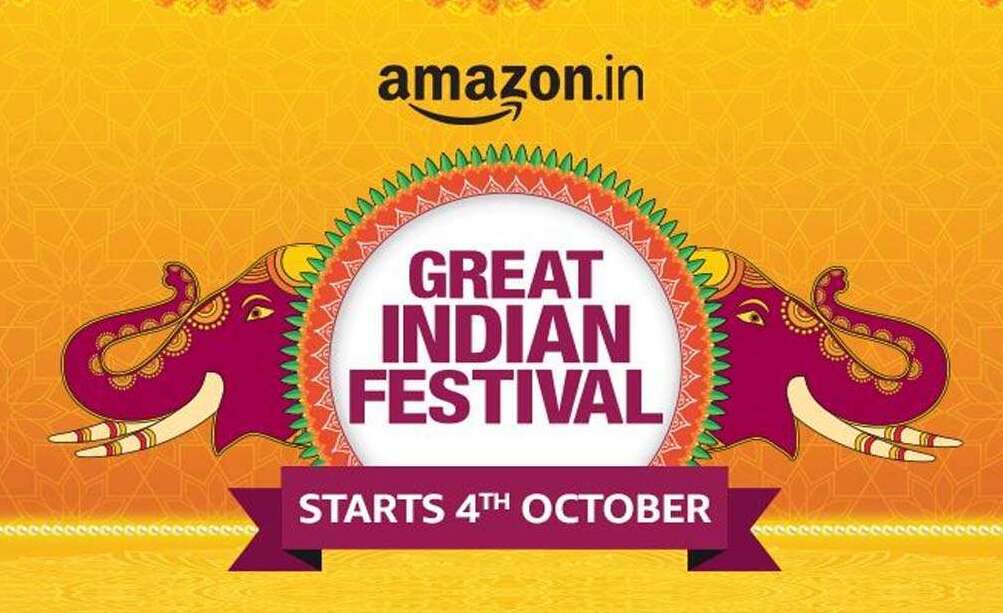 amazon.in
GREAT
INDIAN
FESTIVAL
STARTS 4TH OCTOBER